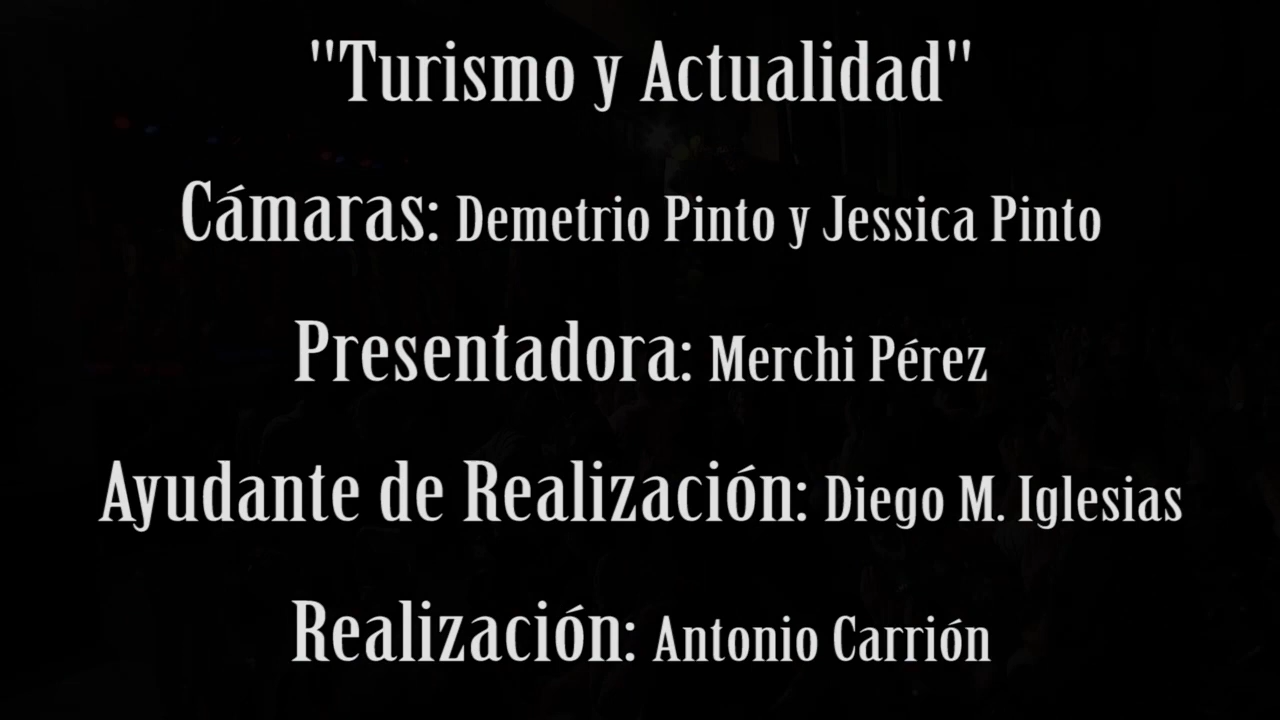 "Turismo y Actualidad"
Cámaras: Demetrio Pinto y Jessica Pinto
Presentadora: Merchi Pérez
Ayudante de Realización: Diego M. Iglesias
Realización: Antonio Carrión